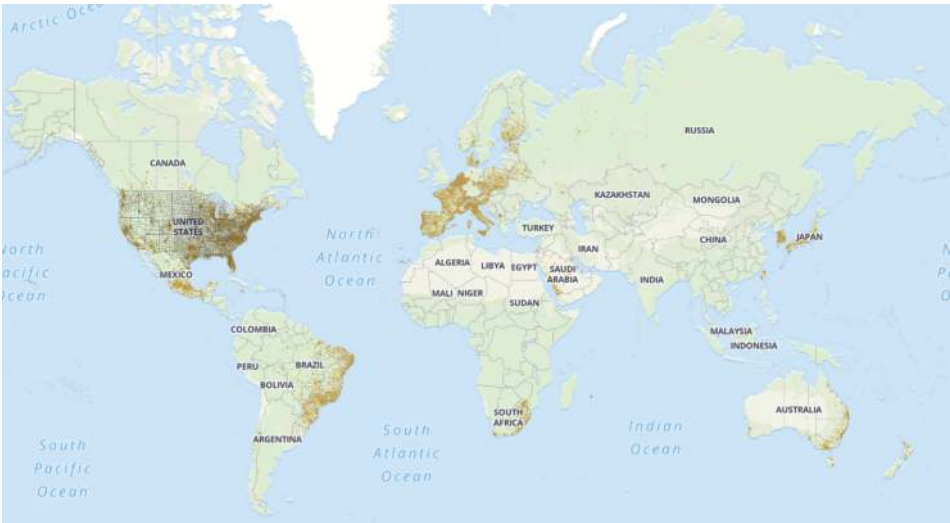 Arctic Ocea
RUSSIA
CANADA
KAZAKHSTAN
MONGOLIA
UNITED
STATES
North
Atlantic
Ocean
TURKEY
CHINA
JAPAN
North
acific
Ocean
IRAN
ALGERIA
LIBYA
EGYPT
SAUDI
ARABIA
INDIA
MEXICO
MALI
NIGER
SUDAN
COLOMBIA
MALAYSIA
INDONESIA
PERU
BRAZIL
BOLIVIA
SOUTH
AFRICA
AUSTRALIA
ARGENTINA
South
Pacific
Ocean
South
Atlantic
Ocean
Indian
Ocean
N
P
O